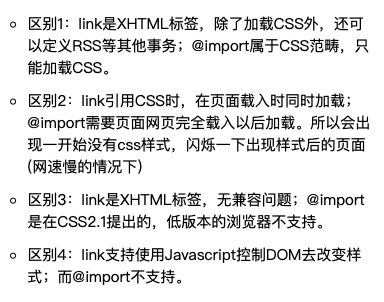 区别1：link是XHTML标签，除了加载CSS外，还可
以定义RSS等其他事务；@import属于CSS范畴，只
能加载CSS。
区别2：link引用CSS时，在页面载入时同时加载；
@import需要页面网页完全载入以后加载。所以会出
现一开始没有css样式，闪烁一下出现样式后的页面
(网速慢的情况下)
区别3：link是XHTML标签，无兼容问题；@import
是在CSS2.1提出的，低版本的浏览器不支持。
区别4：link支持使用Javascript控制DOM去改变样
式；而@import不支持。